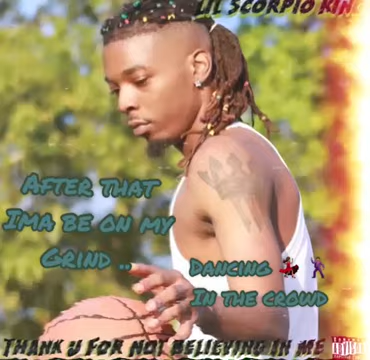 LIL SCORPIO KING
AFTER THAT
IMA BE ON MY
GRIND ..
DANCING 💃 🕺
IN THE CROWD
THANK U FOR NOT BELIEVING IN ME